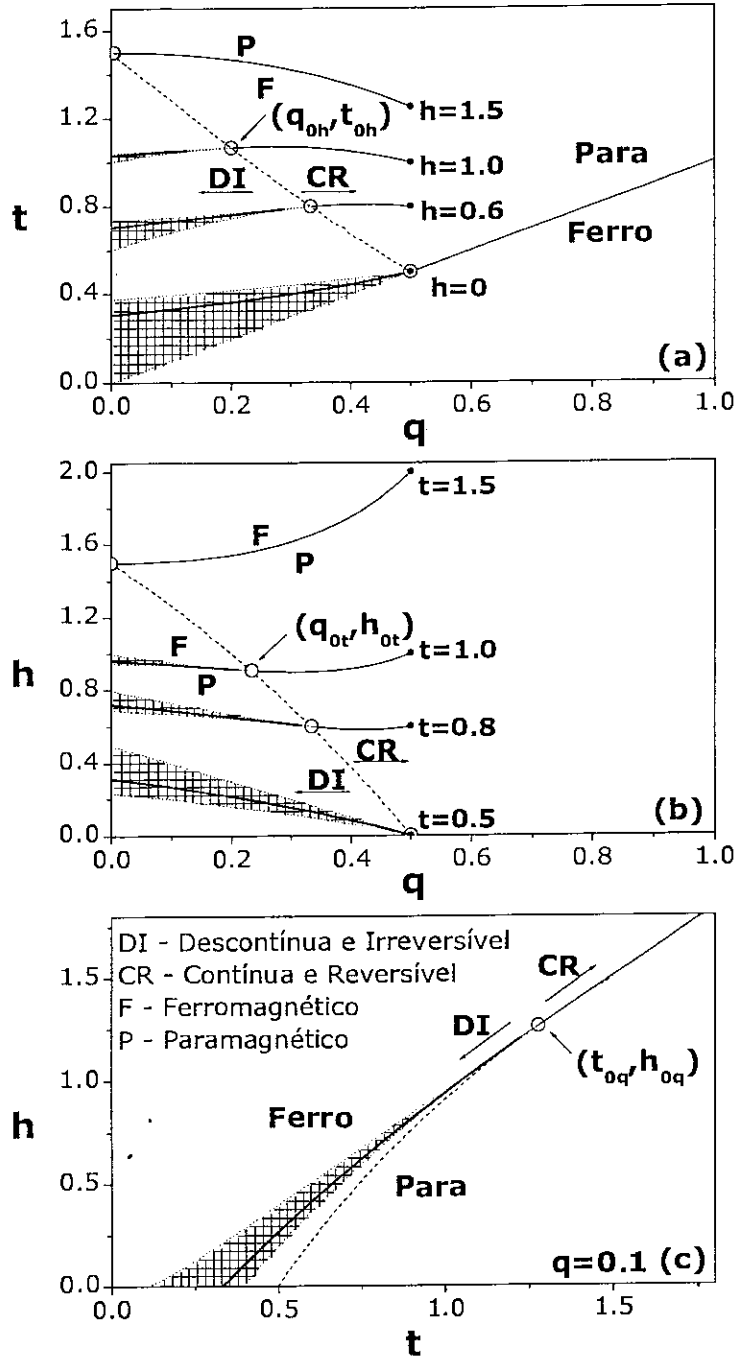 1.6
P
F
(q0h,t0h)
h=1.5
1.2
h=1.0
Para
DI
CR
t
0.8
h=0.6
Ferro
0.4
h=0
(a)
0.0
0.0 0.2 0.4 0.6 0.8 1.0
q
2.0
t=1.5
1.6
F
P
1.2
(q0t,h0t)
F
t=1.0
h
0.8
P
t=0.8
CR
0.4
DI
t=0.5
(b)
0.0
0.0 0.2 0.4 0.6 0.8 1.0
q
DI - Descontínua e Irreversível
CR - Contínua e Reversível
F - Ferromagnético
P - Paramagnético
1.5
CR
DI
(t0q,h0q)
1.0
h
Ferro
0.5
Para
q=0.1 (c)
0.0
0.0 0.5 1.0 1.5
t